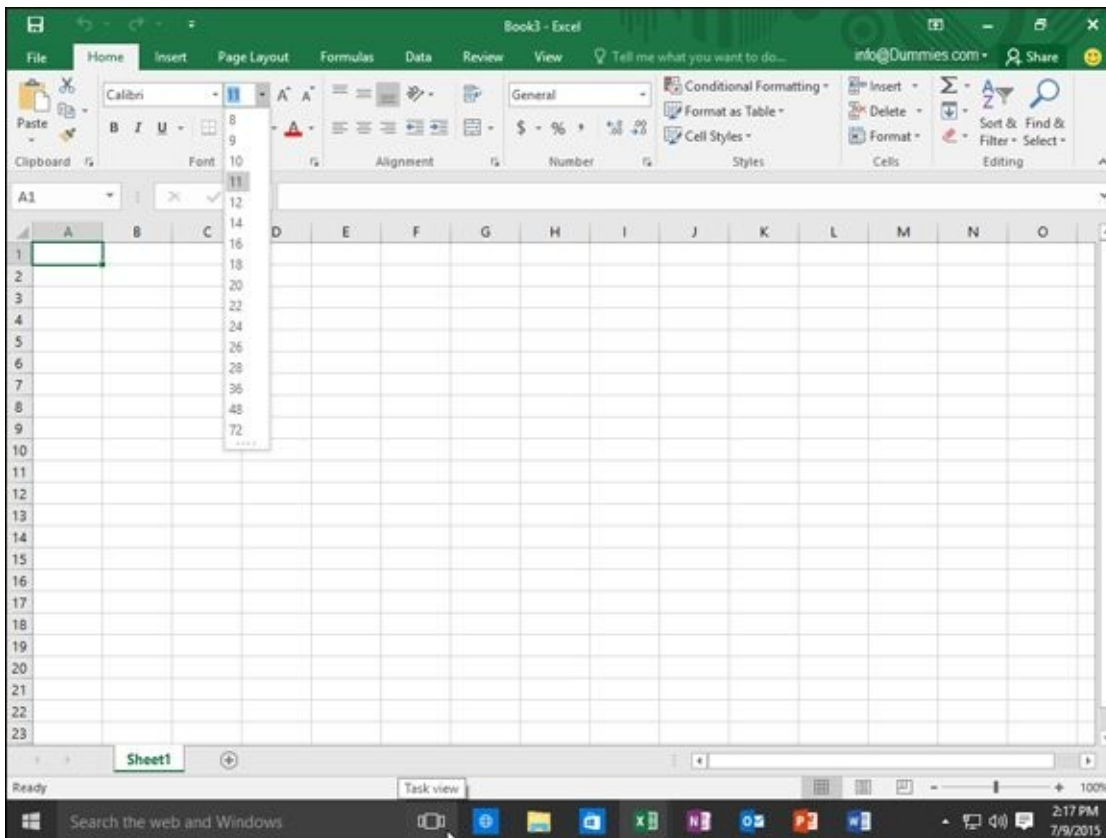 Book3 - Excel
File Home Insert Page Layout Formulas Data Review View Tell me what you want to do... info@Dummies.com Share
Paste
Calibri 11 A A
B I U A
General
$ % ,
Conditional Formatting
Format as Table
Cell Styles
Insert
Delete
Format
Sort & Filter
Find & Select
Clipboard Font Alignment Number Styles Cells Editing
8
9
10
11
12
14
16
18
20
22
24
26
28
36
48
72
A1
A B C D E F G H I J K L M N O
1
2
3
4
5
6
7
8
9
10
11
12
13
14
15
16
17
18
19
20
21
22
23
Sheet1
Ready
Task view
100%
Search the web and Windows
2:17 PM
7/9/2015